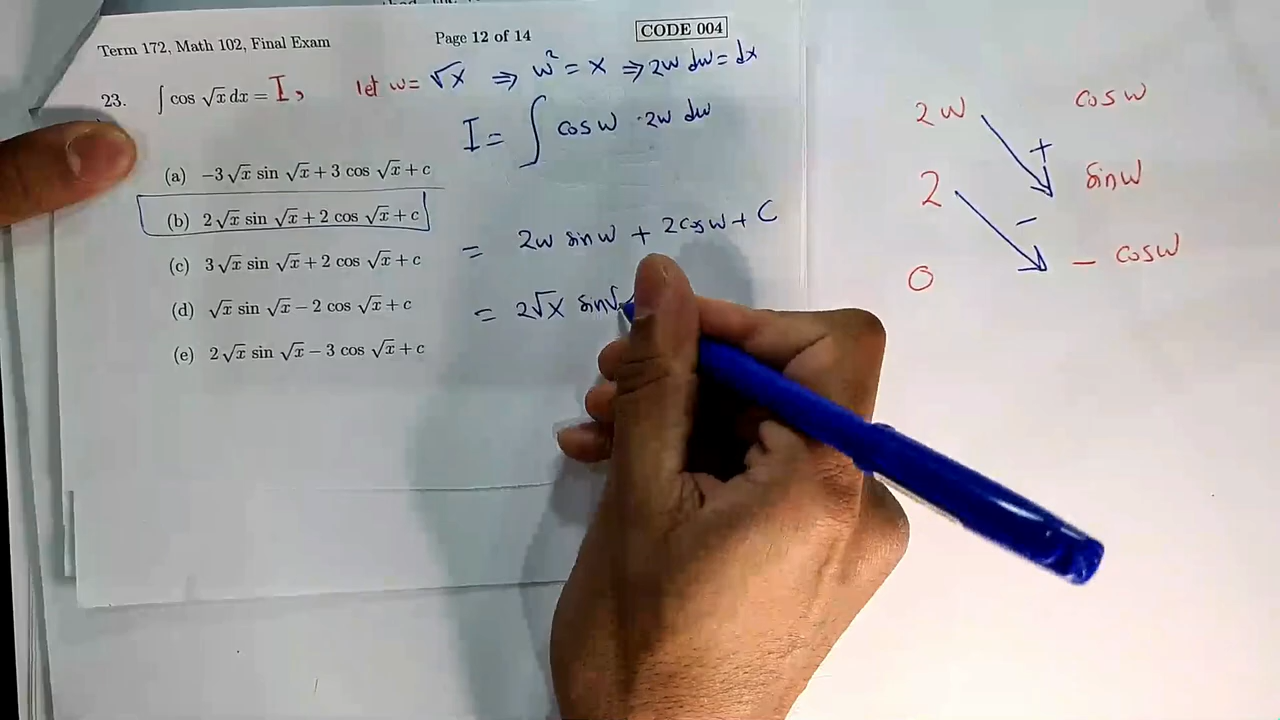 Term 172, Math 102, Final Exam Page 12 of 14 CODE 004
23. ∫ cos √x dx = I, let w = √x ⇒ w² = x ⇒ 2w dw = dx
I = ∫ cos w · 2w dw
(a) −3√x sin √x + 3 cos √x + c
(b) 2√x sin √x + 2 cos √x + c
= 2w sin w + 2 cos w + C
(c) 3√x sin √x + 2 cos √x + c
(d) √x sin √x − 2 cos √x + c
= 2√x sin√
(e) 2√x sin √x − 3 cos √x + c
2w cos w
+
2 sin w
−
0 − cos w